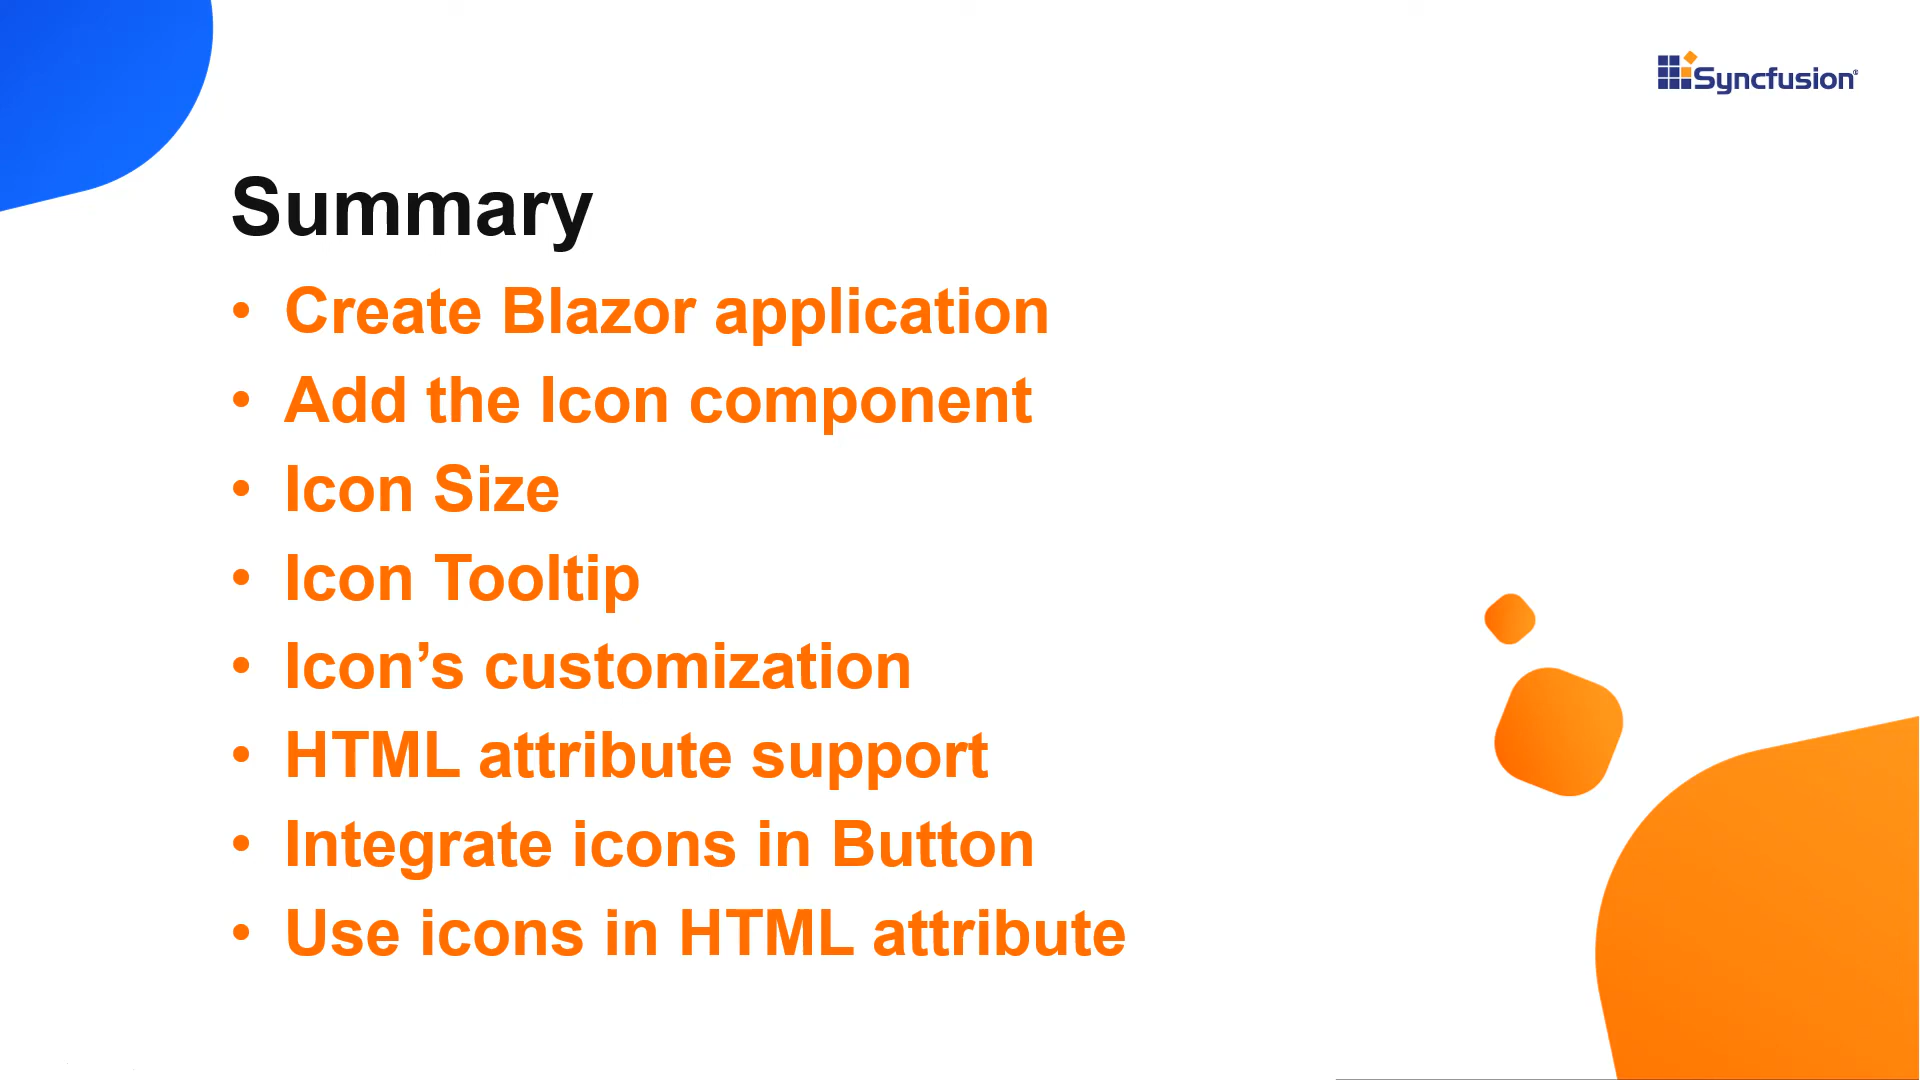 Syncfusion®
Summary
• Create Blazor application
• Add the Icon component
• Icon Size
• Icon Tooltip
• Icon’s customization
• HTML attribute support
• Integrate icons in Button
• Use icons in HTML attribute